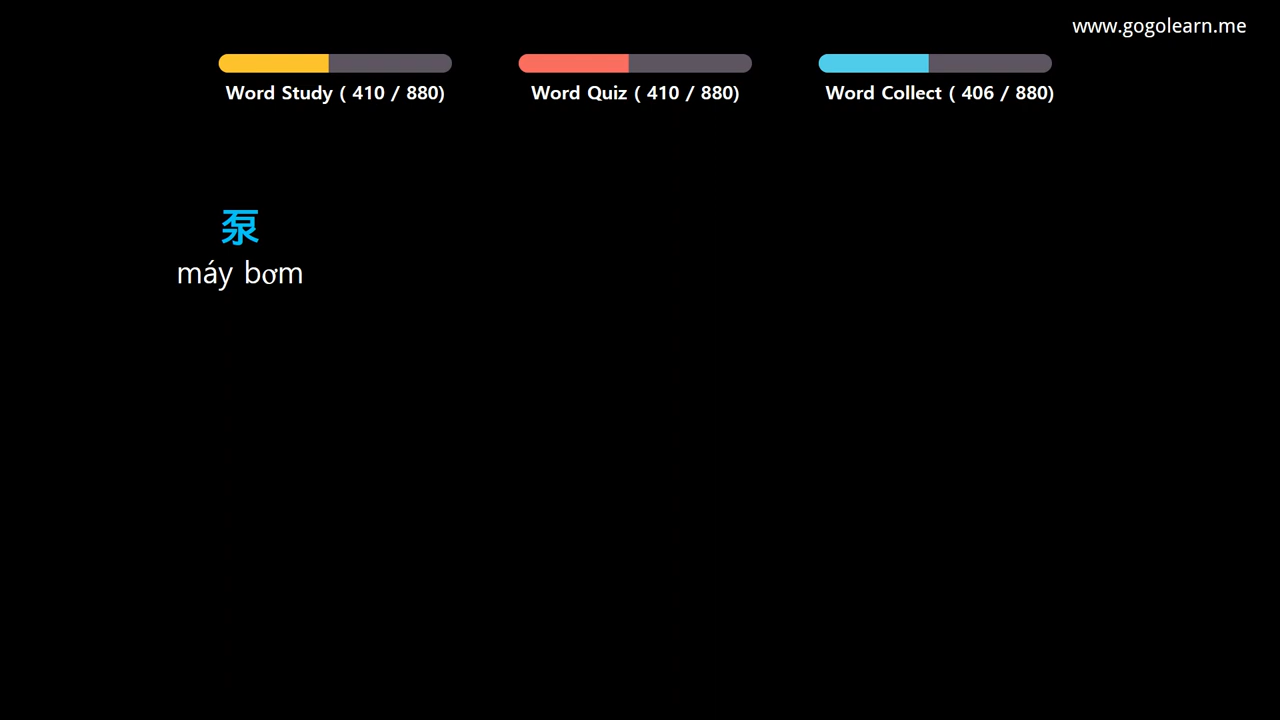 www.gogolearn.me
Word Study ( 410 / 880)
Word Quiz ( 410 / 880)
Word Collect ( 406 / 880)
泵
máy bơm